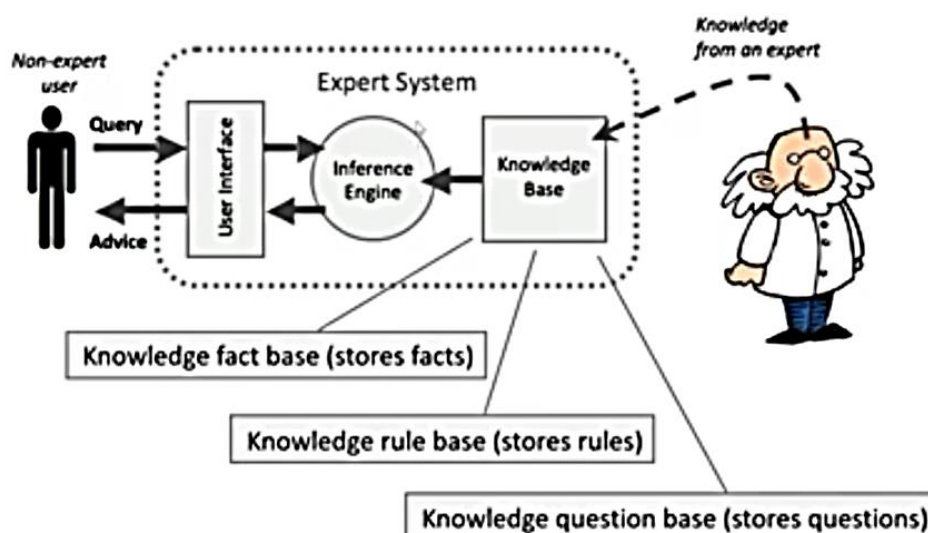 Knowledge
from an expert
Non-expert
user
Expert System
Query
User Interface
Inference
Engine
Knowledge
Base
Advice
Knowledge fact base (stores facts)
Knowledge rule base (stores rules)
Knowledge question base (stores questions)